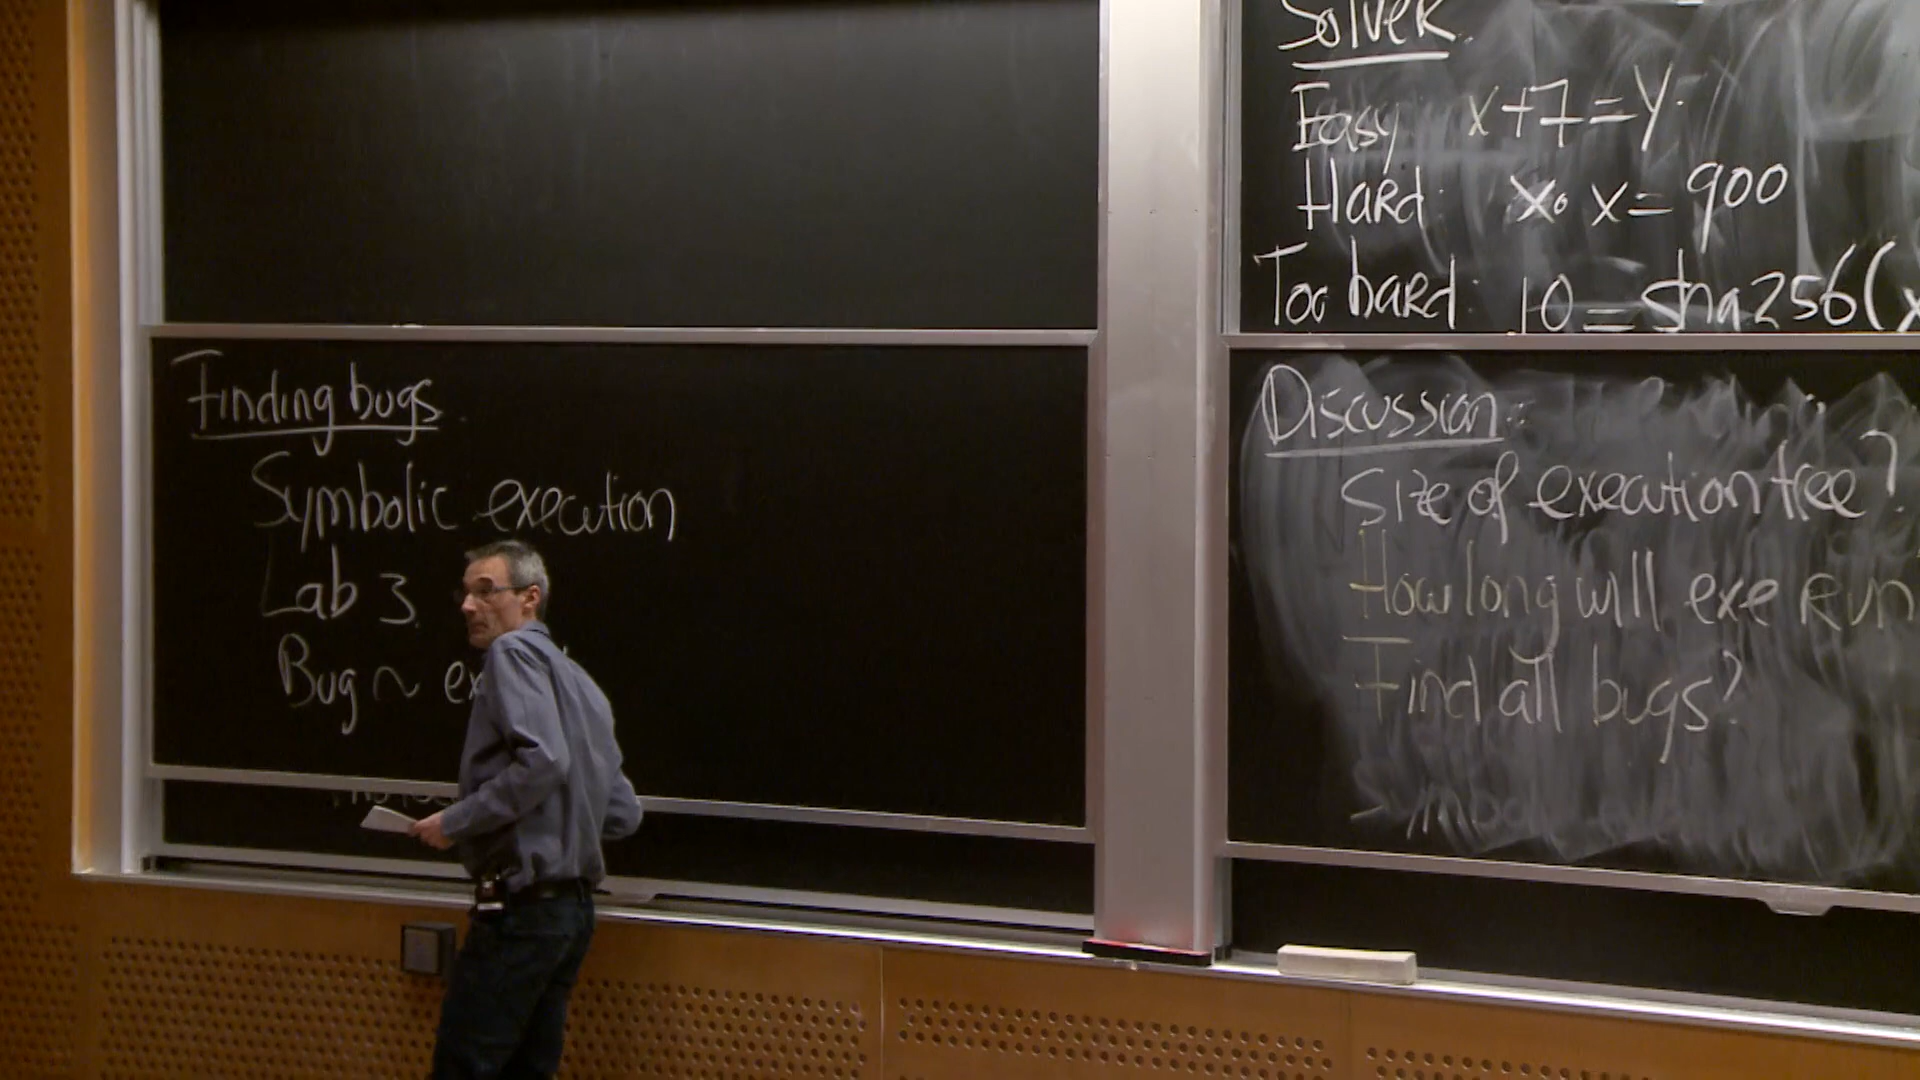 Finding bugs
Symbolic execution
Lab 3
Bug ~ ex
Solver
Easy x+7=y
Hard: x·x=900
Too hard: 10=sha256(x
Discussion:
Size of execution tree?
How long will exe run
Find all bugs?